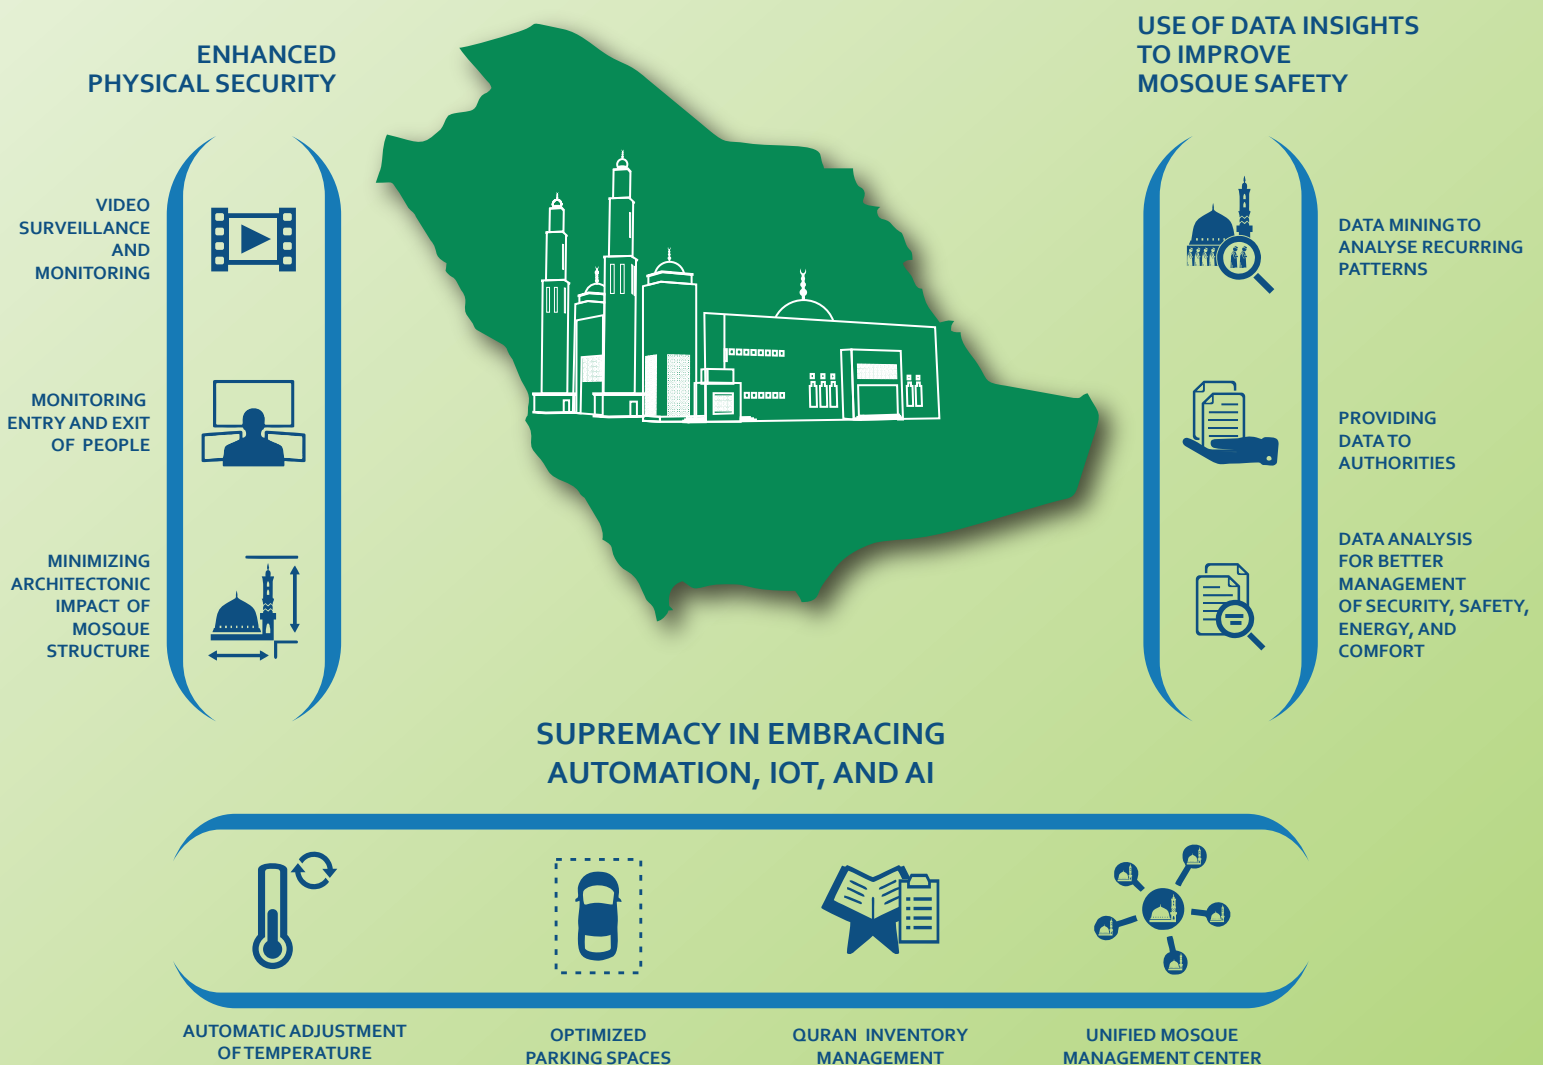 ENHANCED
PHYSICAL SECURITY
VIDEO
SURVEILLANCE
AND
MONITORING
MONITORING
ENTRY AND EXIT
OF PEOPLE
MINIMIZING
ARCHITECTONIC
IMPACT OF
MOSQUE
STRUCTURE
USE OF DATA INSIGHTS
TO IMPROVE
MOSQUE SAFETY
DATA MINING TO
ANALYSE RECURRING
PATTERNS
PROVIDING
DATA TO
AUTHORITIES
DATA ANALYSIS
FOR BETTER
MANAGEMENT
OF SECURITY, SAFETY,
ENERGY, AND
COMFORT
SUPREMACY IN EMBRACING
AUTOMATION, IOT, AND AI
AUTOMATIC ADJUSTMENT
OF TEMPERATURE
OPTIMIZED
PARKING SPACES
QURAN INVENTORY
MANAGEMENT
UNIFIED MOSQUE
MANAGEMENT CENTER